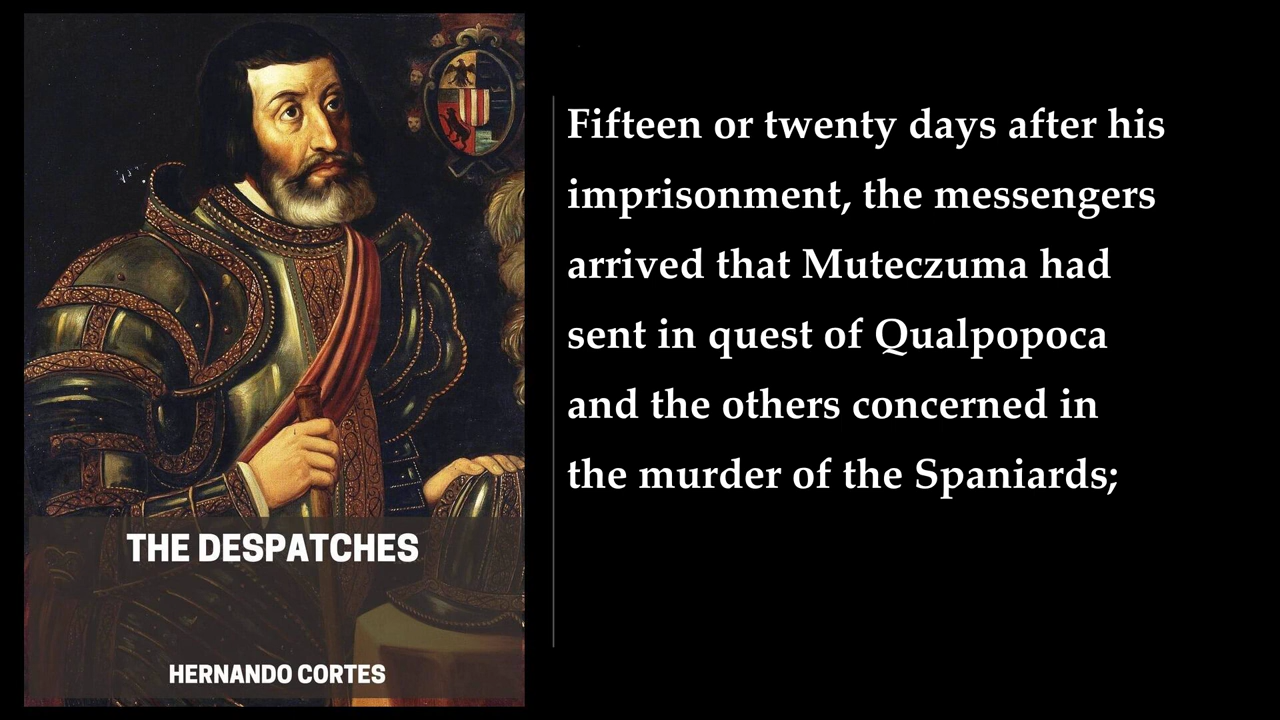 THE DESPATCHES
HERNANDO CORTES
Fifteen or twenty days after his
imprisonment, the messengers
arrived that Muteczuma had
sent in quest of Qualpopoca
and the others concerned in
the murder of the Spaniards;